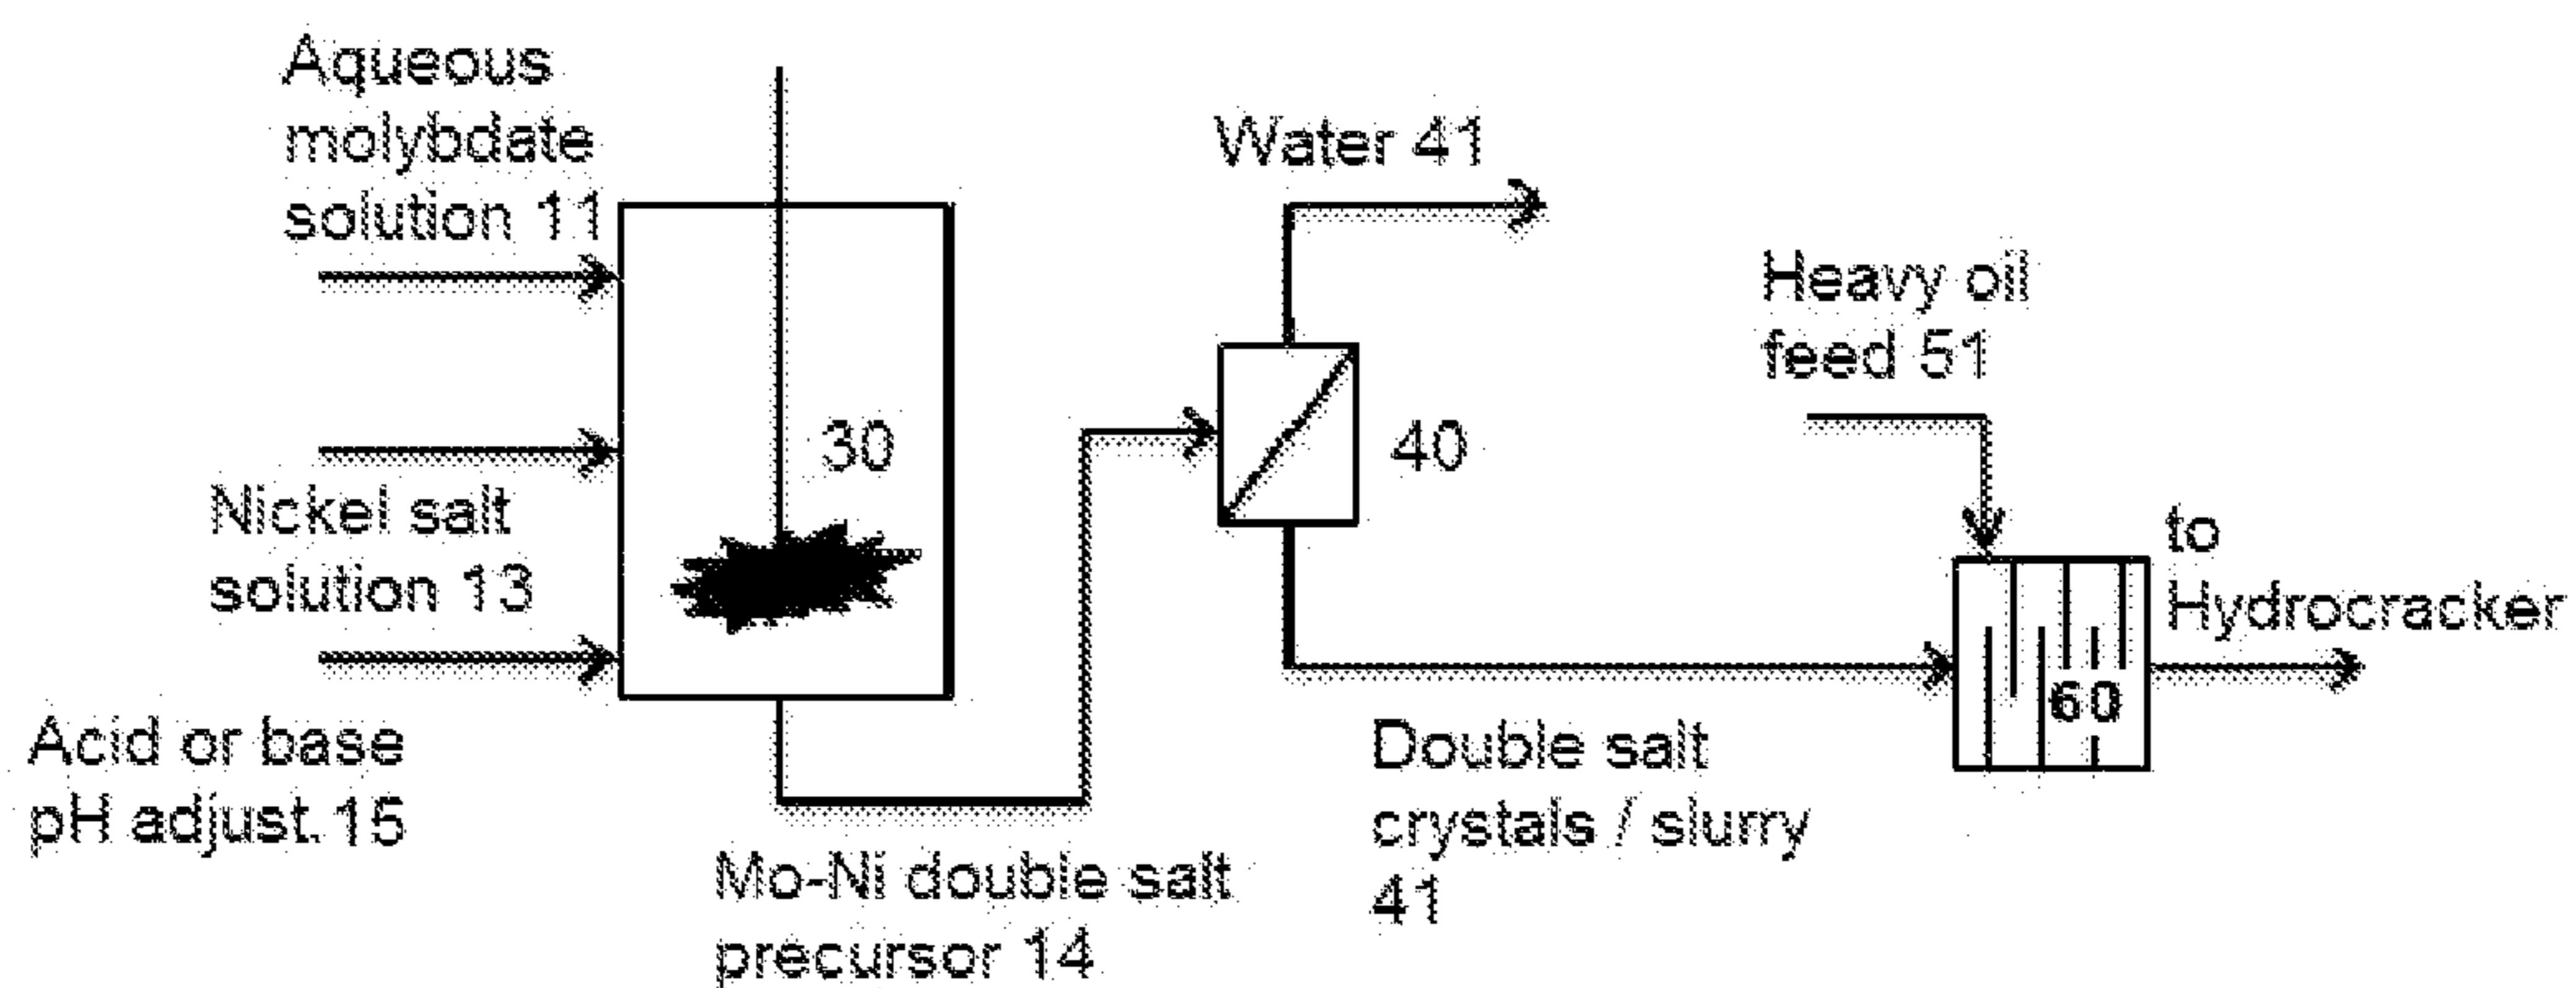 Aqueous
molybdate
solution 11
Water 41
Heavy oil
feed 51
30
40
Nickel salt
solution 13
to
Hydrocracker
60
Acid or base
pH adjust. 15
Double salt
crystals / slurry
41
Mo-Ni double salt
precursor 14